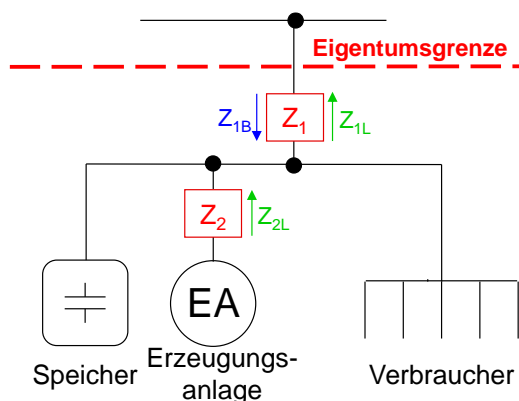 Eigentumsgrenze
Z1B Z1 Z1L
Z2 Z2L
EA
Speicher Erzeugungs- Verbraucher
anlage